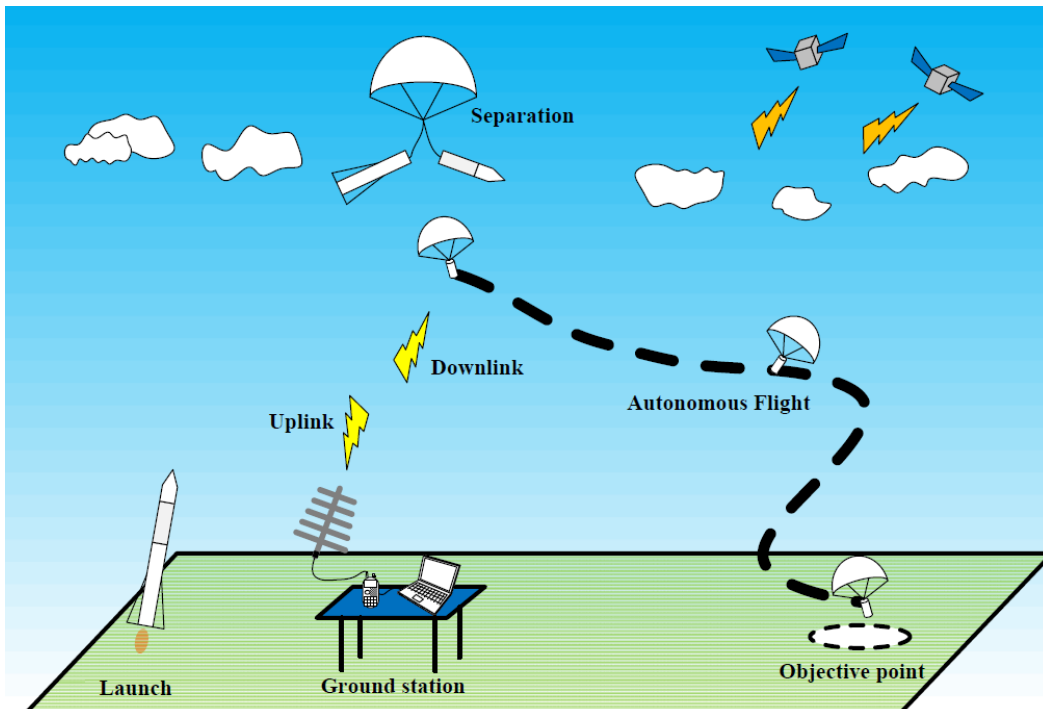 Separation
Downlink
Autonomous Flight
Uplink
Launch
Ground station
Objective point